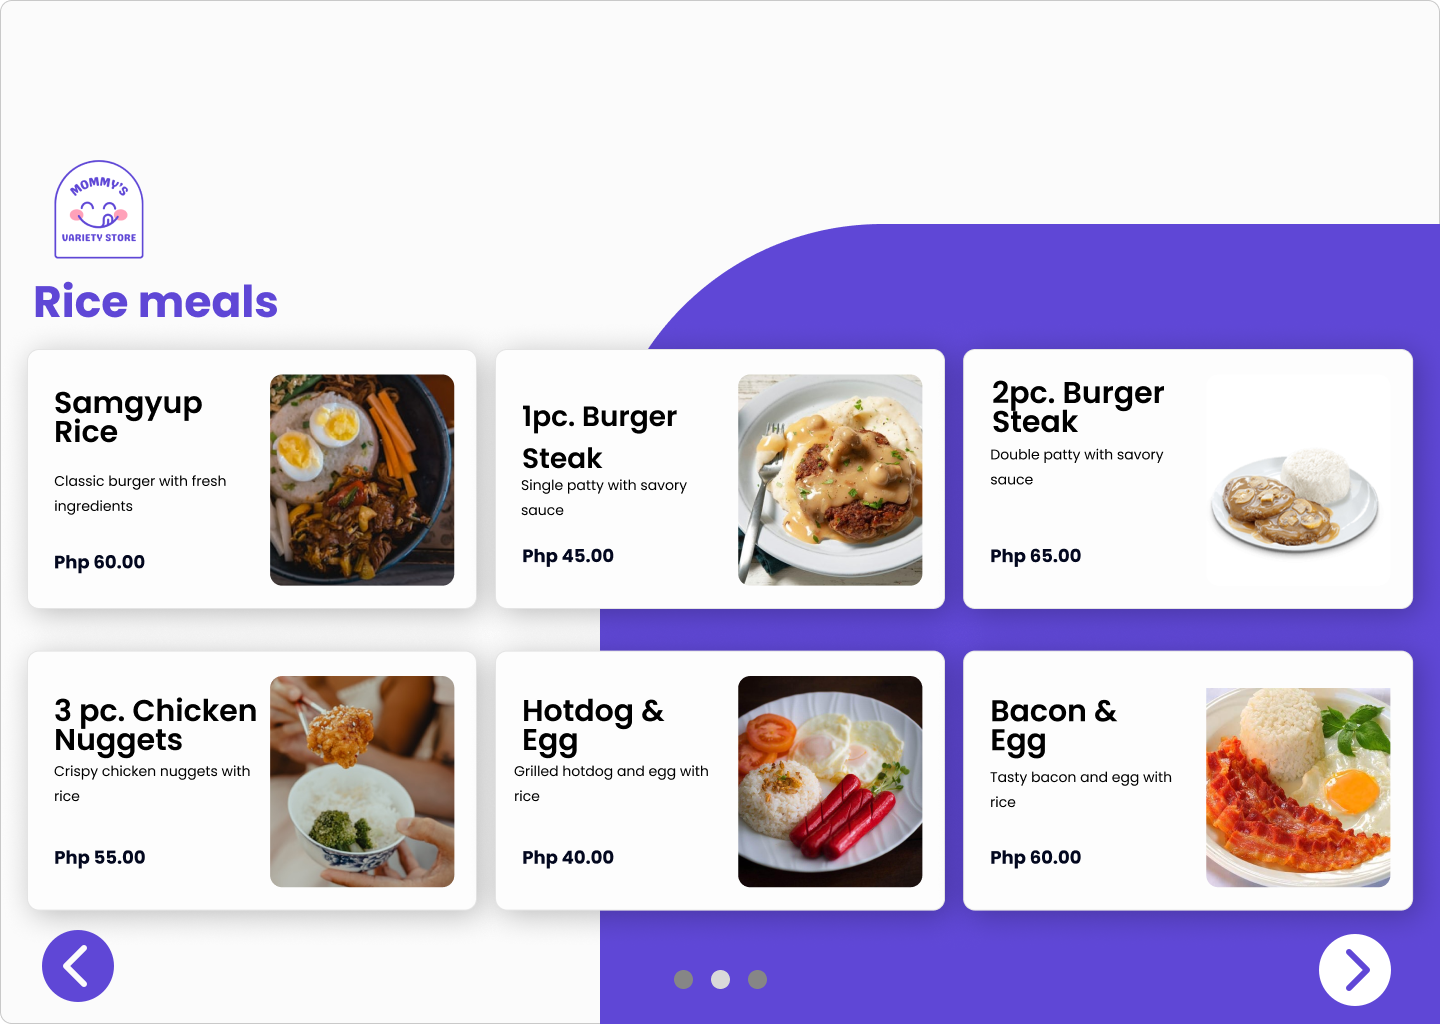 MOMMY'S
VARIETY STORE
Rice meals
Samgyup
Rice
Classic burger with fresh
ingredients
Php 60.00
1pc. Burger
Steak
Single patty with savory
sauce
Php 45.00
2pc. Burger
Steak
Double patty with savory
sauce
Php 65.00
3 pc. Chicken
Nuggets
Crispy chicken nuggets with
rice
Php 55.00
Hotdog &
Egg
Grilled hotdog and egg with
rice
Php 40.00
Bacon &
Egg
Tasty bacon and egg with
rice
Php 60.00